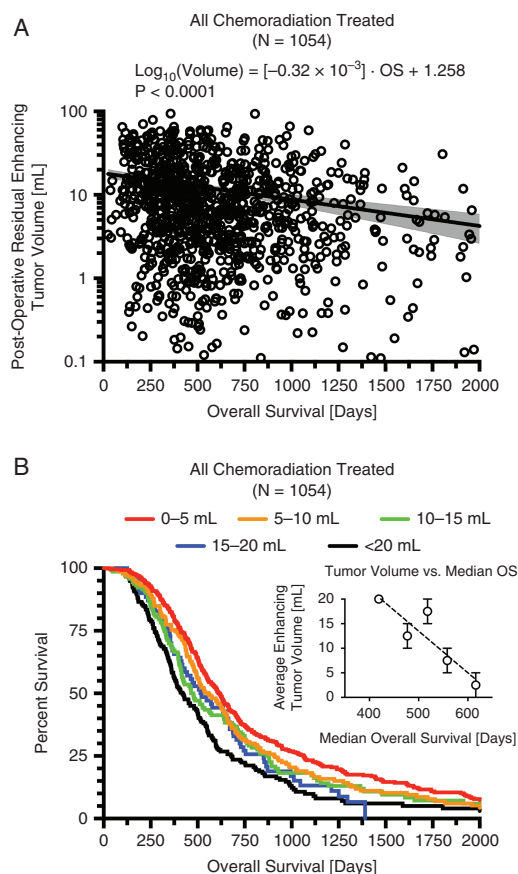 A
All Chemoradiation Treated
(N = 1054)
Log₁₀(Volume) = [−0.32 × 10⁻³] · OS + 1.258
P < 0.0001
Post-Operative Residual Enhancing
Tumor Volume [mL]
100
10
1
0.1
0 250 500 750 1000 1250 1500 1750 2000
Overall Survival [Days]
B
All Chemoradiation Treated
(N = 1054)
0–5 mL 5–10 mL 10–15 mL
15–20 mL <20 mL
Percent Survival
100
75
50
25
0
Tumor Volume vs. Median OS
Average Enhancing
Tumor Volume [mL]
20
15
10
5
0
400 500 600
Median Overall Survival [Days]
0 250 500 750 1000 1250 1500 1750 2000
Overall Survival [Days]